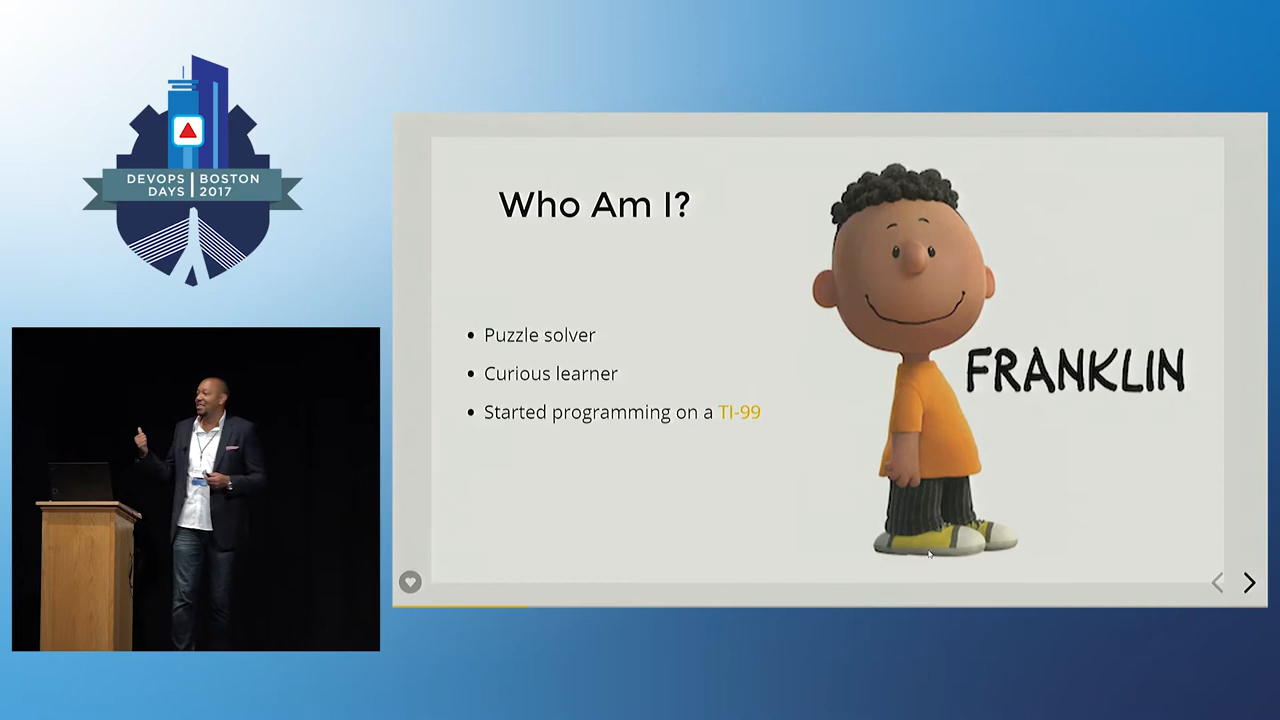 DEVOPS | BOSTON
DAYS | 2017
Who Am I?
• Puzzle solver
• Curious learner
• Started programming on a TI-99
FRANKLIN